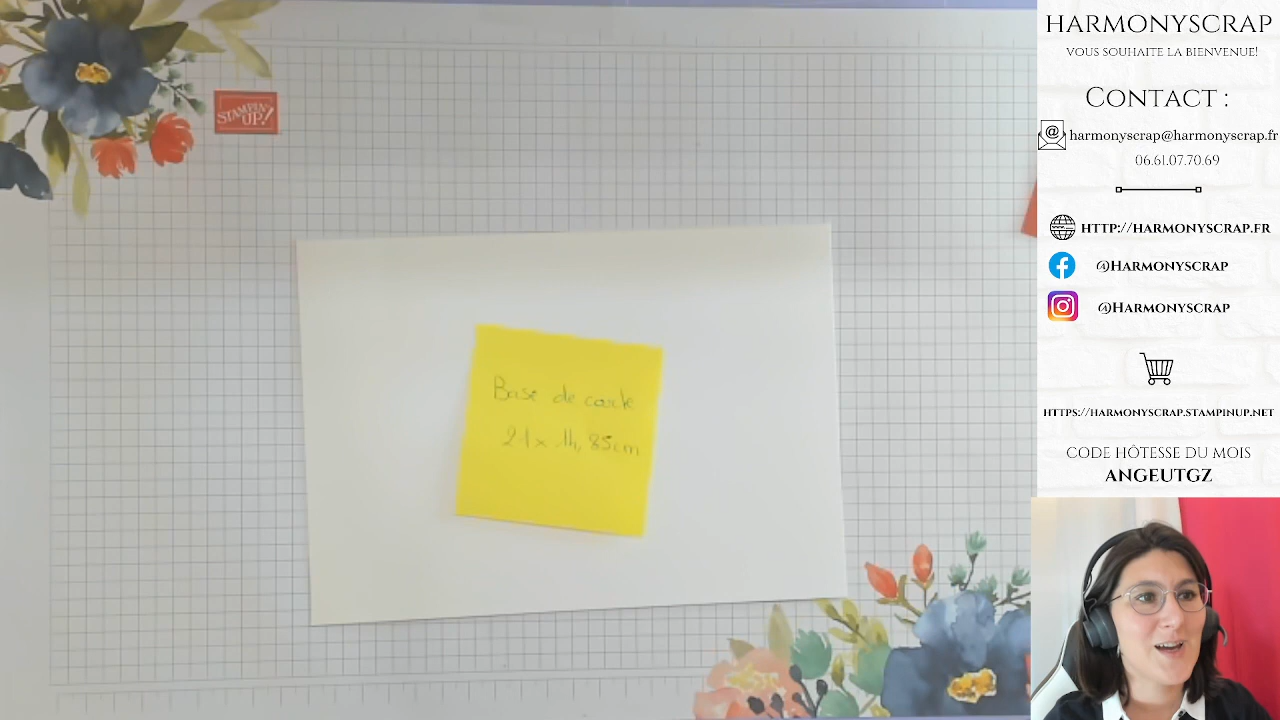 STAMPIN' UP!
Base de carte
21 x 14,85cm
HARMONYSCRAP
VOUS SOUHAITE LA BIENVENUE!
CONTACT :
harmonyscrap@harmonyscrap.fr
06.61.07.70.69
HTTP://HARMONYSCRAP.FR
@HARMONYSCRAP
@HARMONYSCRAP
HTTPS://HARMONYSCRAP.STAMPINUP.NET
CODE HÔTESSE DU MOIS
ANGEUTGZ